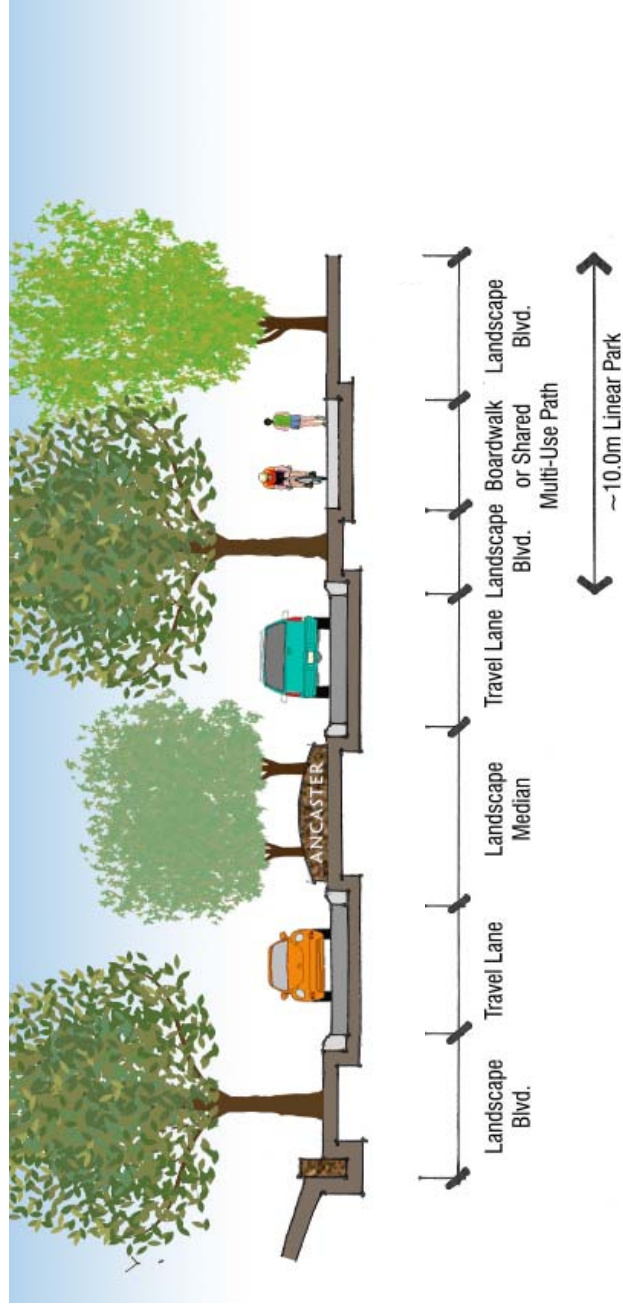 ANCASTER
Landscape
Blvd.
Travel Lane
Landscape
Median
Travel Lane
Landscape
Blvd.
Boardwalk
or Shared
Multi-Use Path
Landscape
Blvd.
~10.0m Linear Park